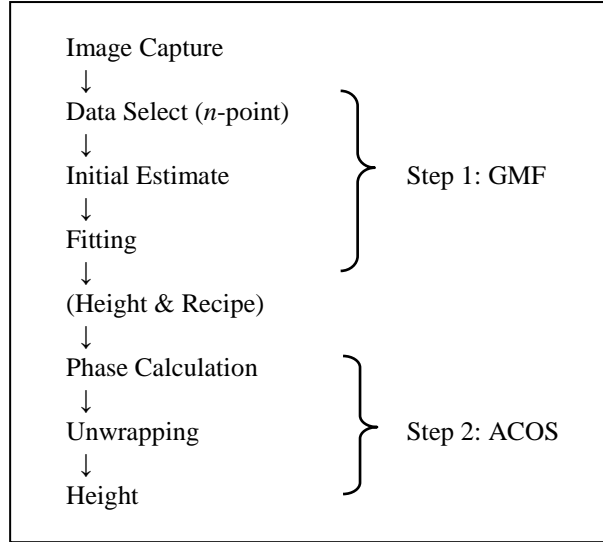 Image Capture
↓
Data Select (n-point)
↓
Initial Estimate
Step 1: GMF
↓
Fitting
↓
(Height & Recipe)
↓
Phase Calculation
↓
Unwrapping
Step 2: ACOS
↓
Height